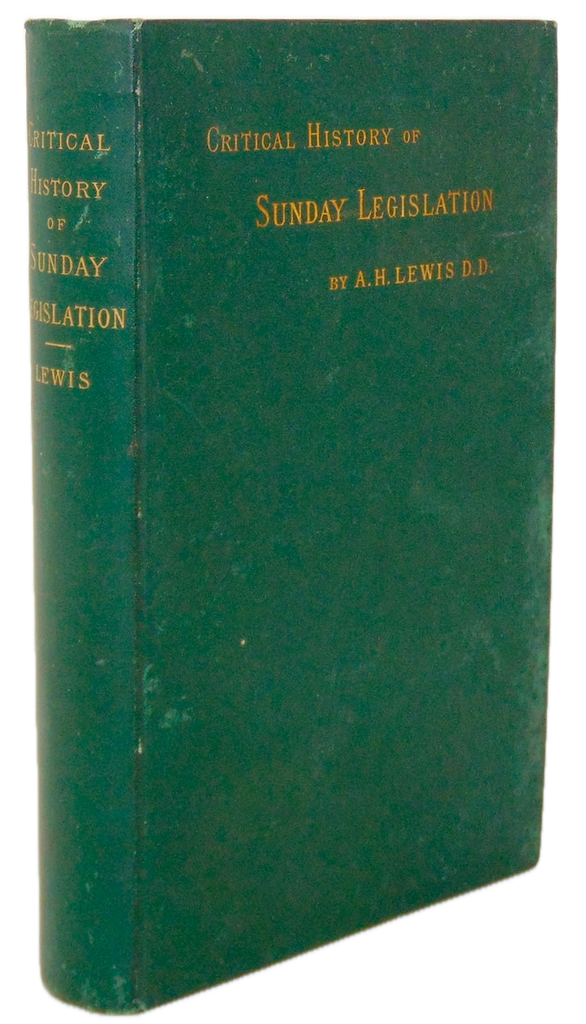 CRITICAL
HISTORY
OF
SUNDAY
LEGISLATION
LEWIS
CRITICAL HISTORY OF
SUNDAY LEGISLATION
BY A.H. LEWIS D.D.